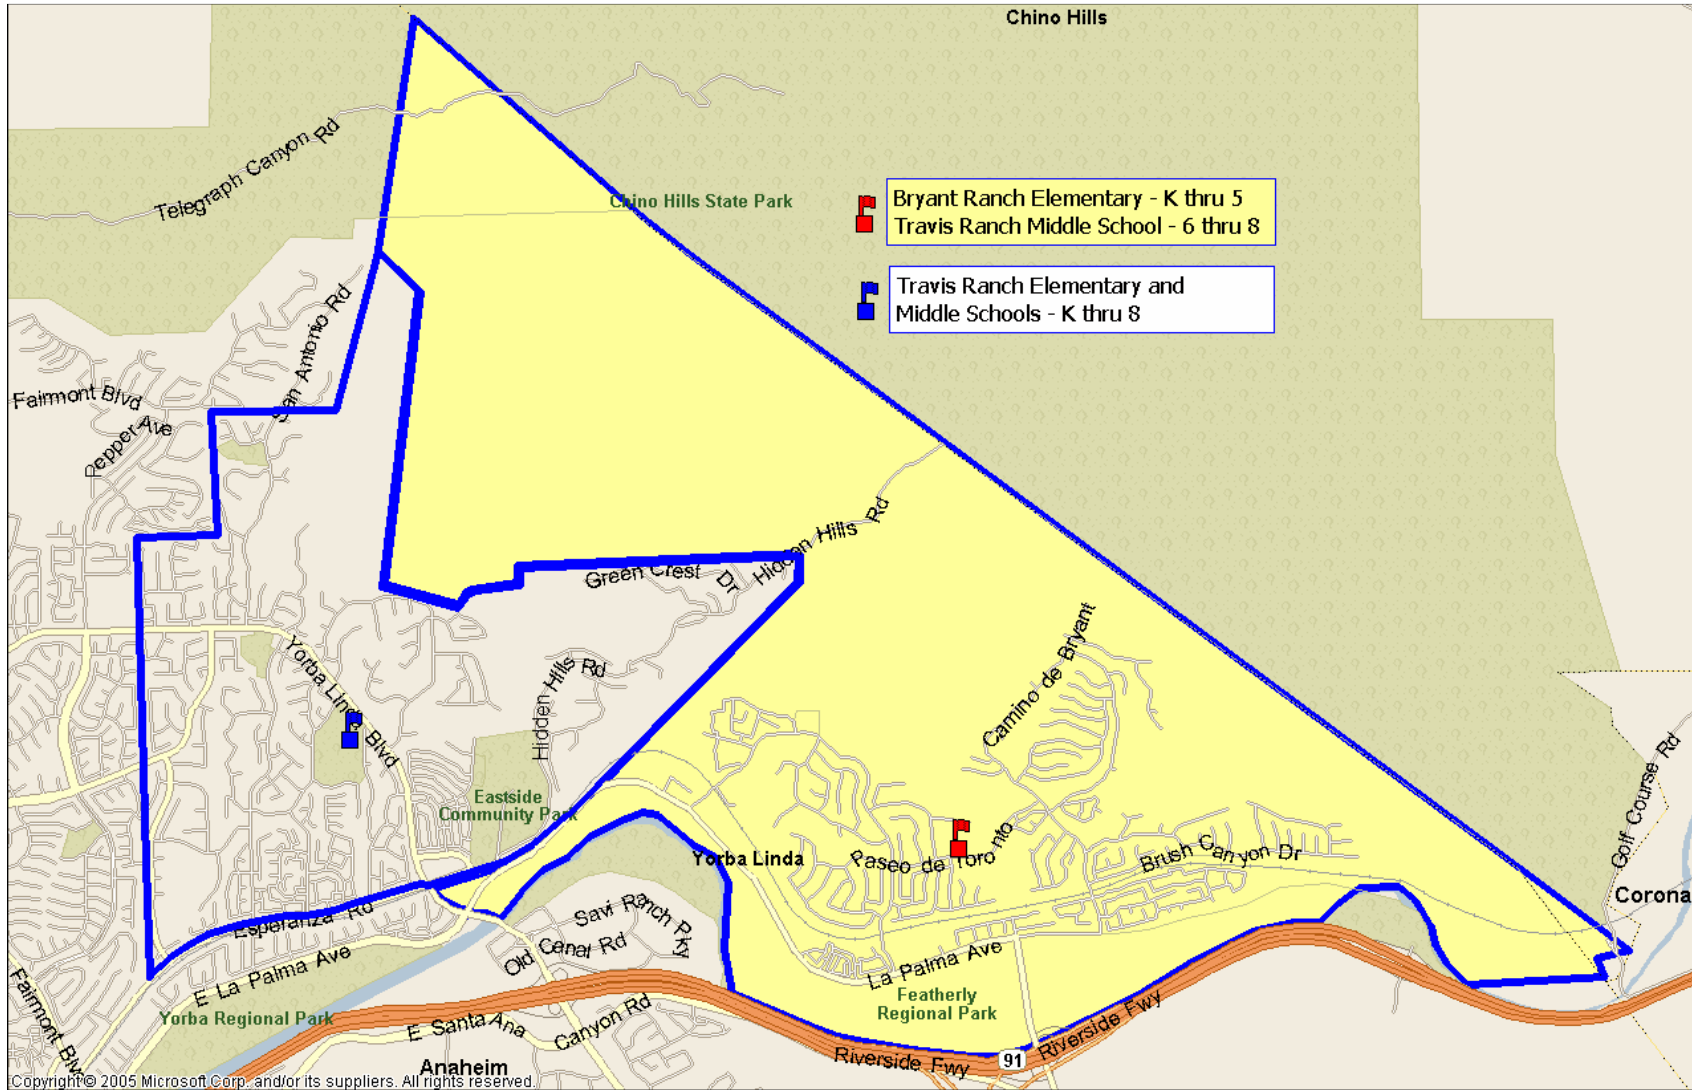 Chino Hills
Telegraph Canyon Rd
Chino Hills State Park
Bryant Ranch Elementary - K thru 5
Travis Ranch Middle School - 6 thru 8
Travis Ranch Elementary and
Middle Schools - K thru 8
San Antonio Rd
Fairmont Blvd
Pepper Ave
Hidden Hills Rd
Green Crest Dr
Camino de Bryant
Yorba Linda Blvd
Hidden Hills Rd
Golf Course Rd
Eastside
Community Park
Yorba Linda
Paseo de Toronto
Brush Canyon Dr
Corona
Esperanza Rd
Savi Ranch Pky
Old Canal Rd
E La Palma Ave
La Palma Ave
Fairmont Blvd
Yorba Regional Park
Featherly
Regional Park
E Santa Ana Canyon Rd
Riverside Fwy
91
Riverside Fwy
Anaheim
Copyright © 2005 Microsoft Corp. and/or its suppliers. All rights reserved.